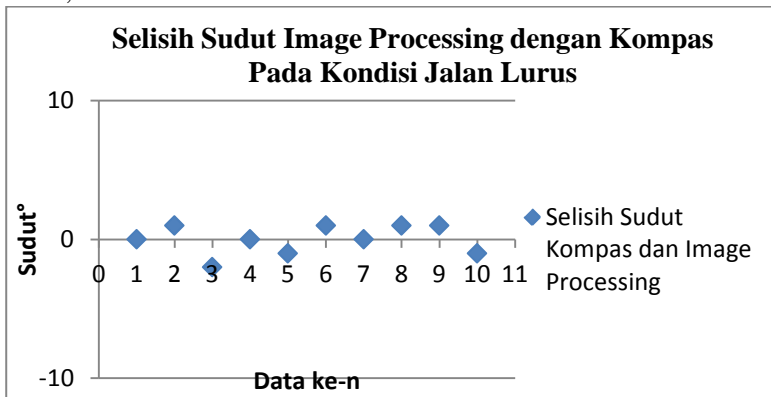 Selisih Sudut Image Processing dengan Kompas
Pada Kondisi Jalan Lurus
10
0
-10
Sudut°
0 1 2 3 4 5 6 7 8 9 10 11
Data ke-n
Selisih Sudut
Kompas dan Image
Processing